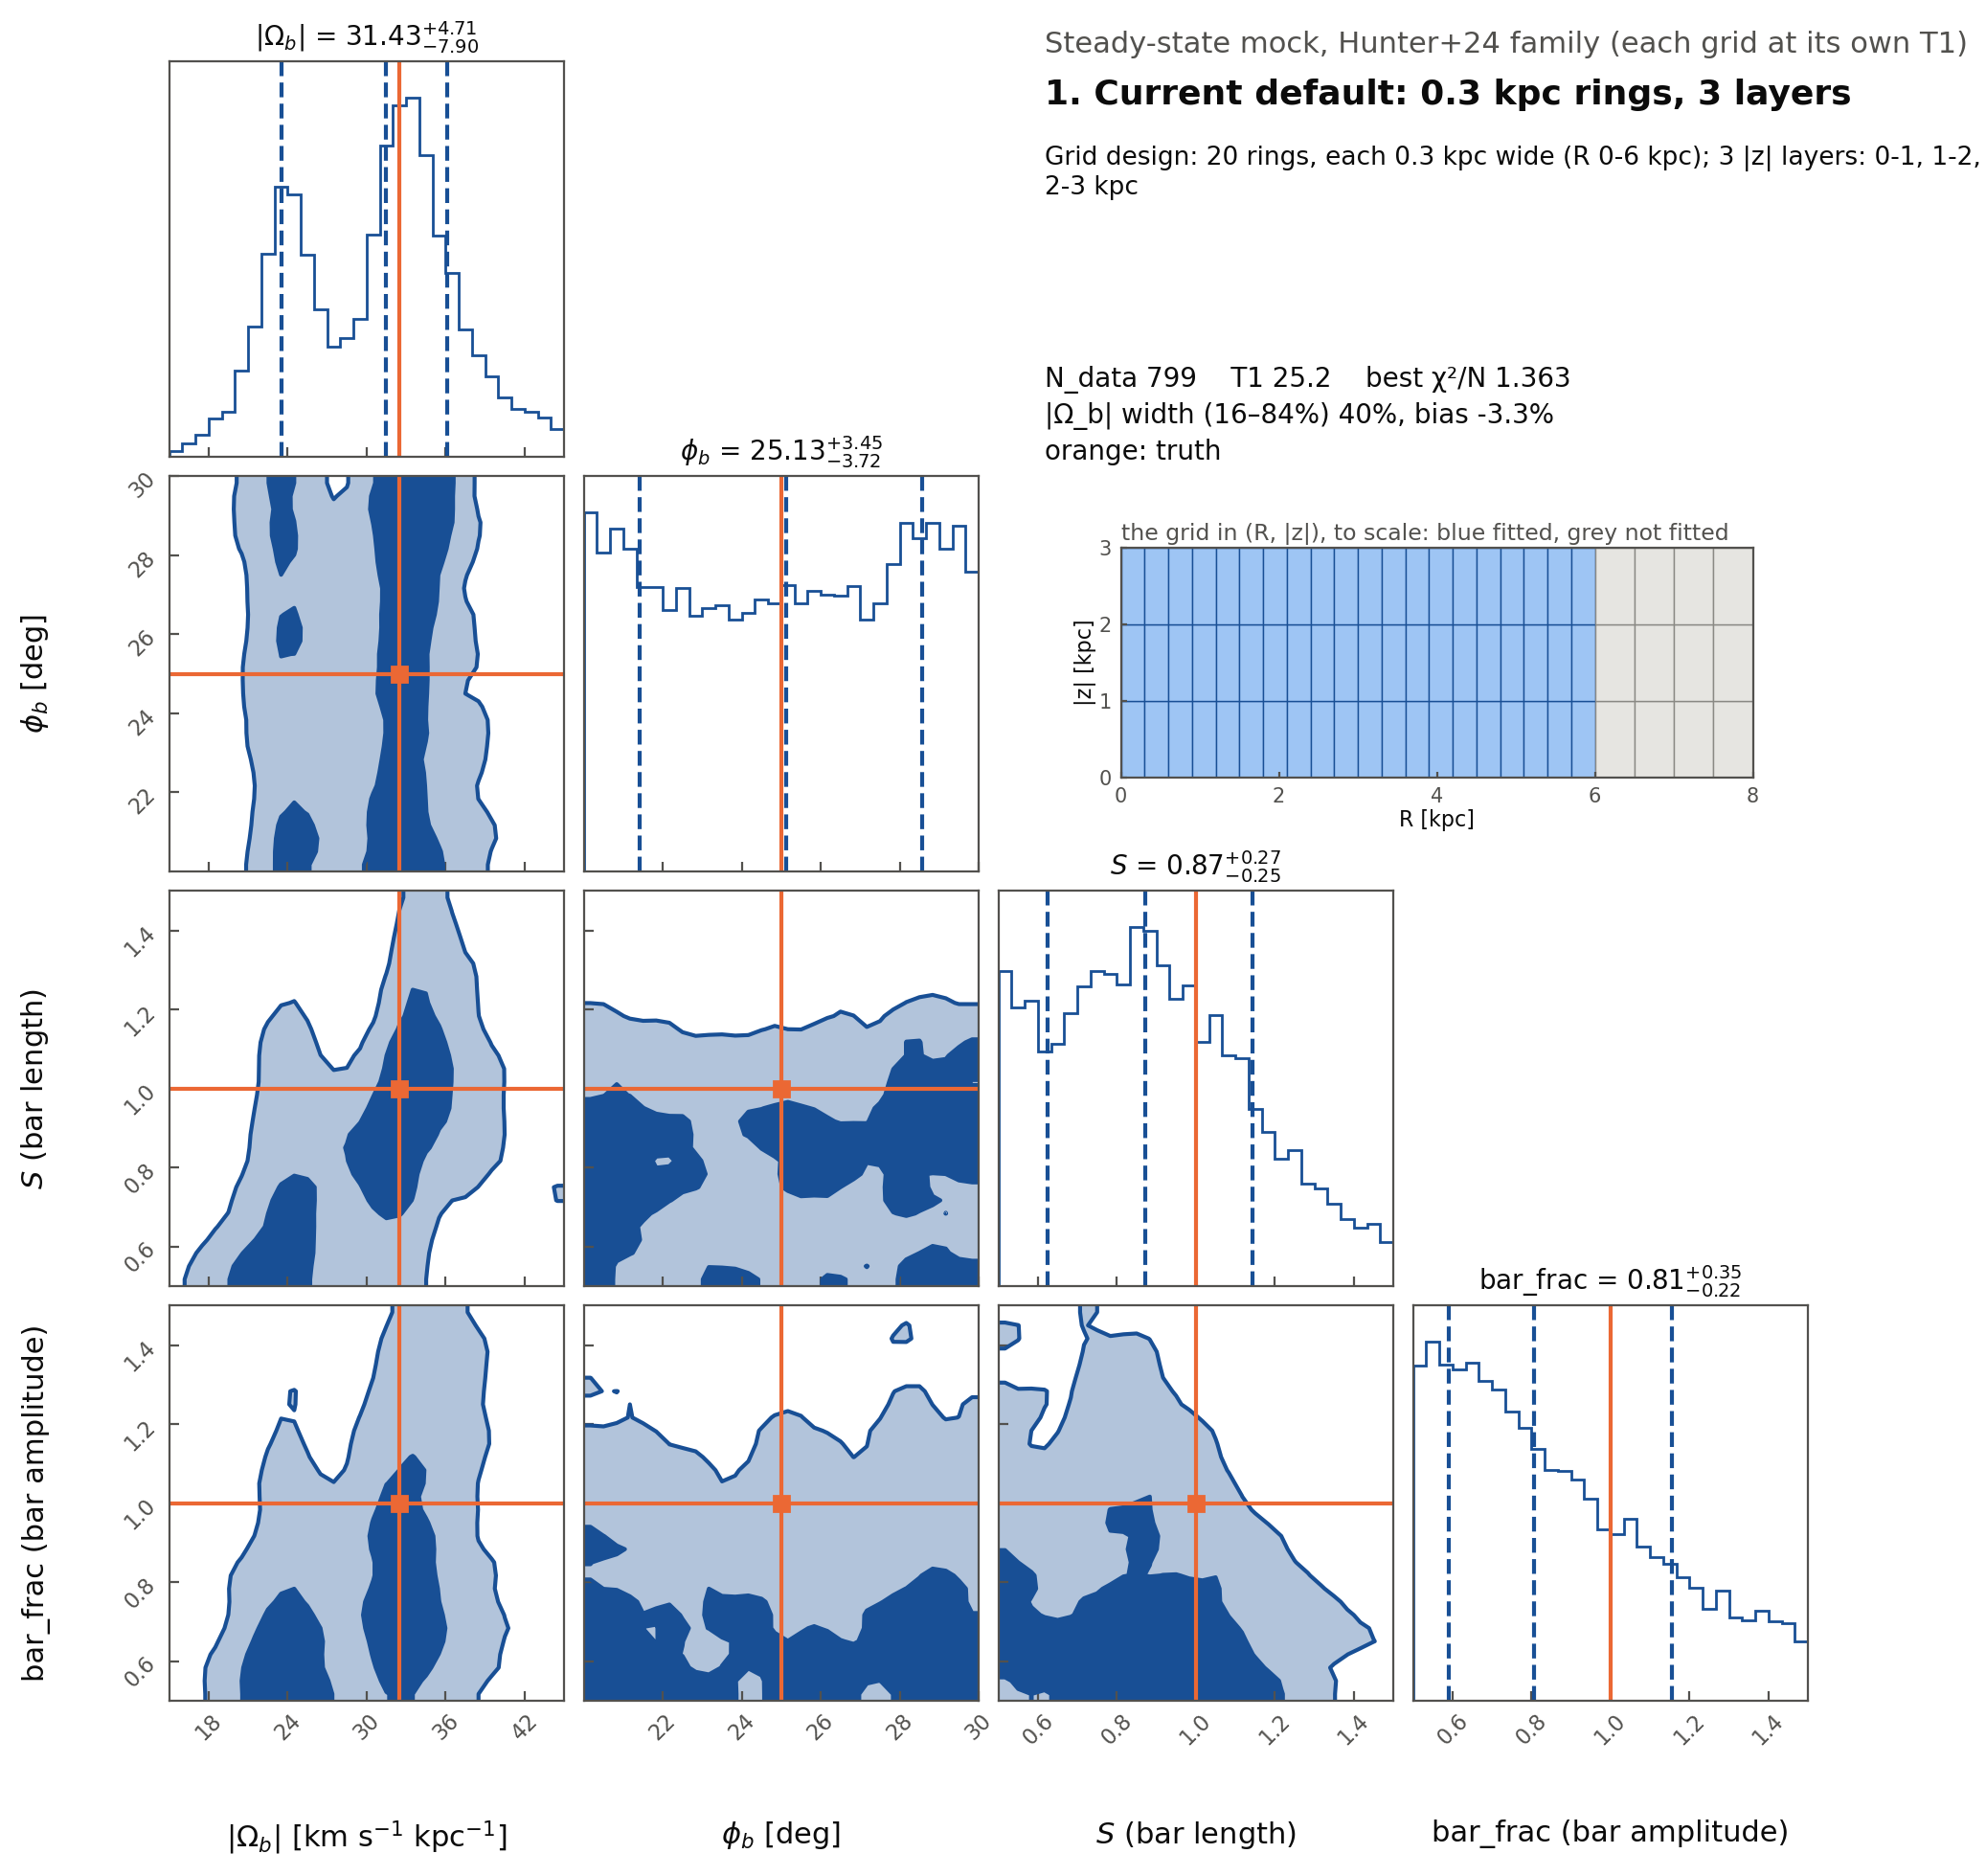 |Ω_b| = 31.43 +4.71 −7.90
Steady-state mock, Hunter+24 family (each grid at its own T1)
1. Current default: 0.3 kpc rings, 3 layers
Grid design: 20 rings, each 0.3 kpc wide (R 0-6 kpc); 3 |z| layers: 0-1, 1-2,
2-3 kpc
N_data 799 T1 25.2 best χ²/N 1.363
|Ω_b| width (16–84%) 40%, bias -3.3%
orange: truth
ϕ_b = 25.13 +3.45 −3.72
ϕ_b [deg]
30
28
26
24
22
the grid in (R, |z|), to scale: blue fitted, grey not fitted
|z| [kpc]
3
2
1
0
0 2 4 6 8
R [kpc]
S = 0.87 +0.27 −0.25
S (bar length)
1.4
1.2
1.0
0.8
0.6
bar_frac = 0.81 +0.35 −0.22
bar_frac (bar amplitude)
1.4
1.2
1.0
0.8
0.6
18 24 30 36 42
22 24 26 28 30
0.6 0.8 1.0 1.2 1.4
0.6 0.8 1.0 1.2 1.4
|Ω_b| [km s⁻¹ kpc⁻¹]
ϕ_b [deg]
S (bar length)
bar_frac (bar amplitude)